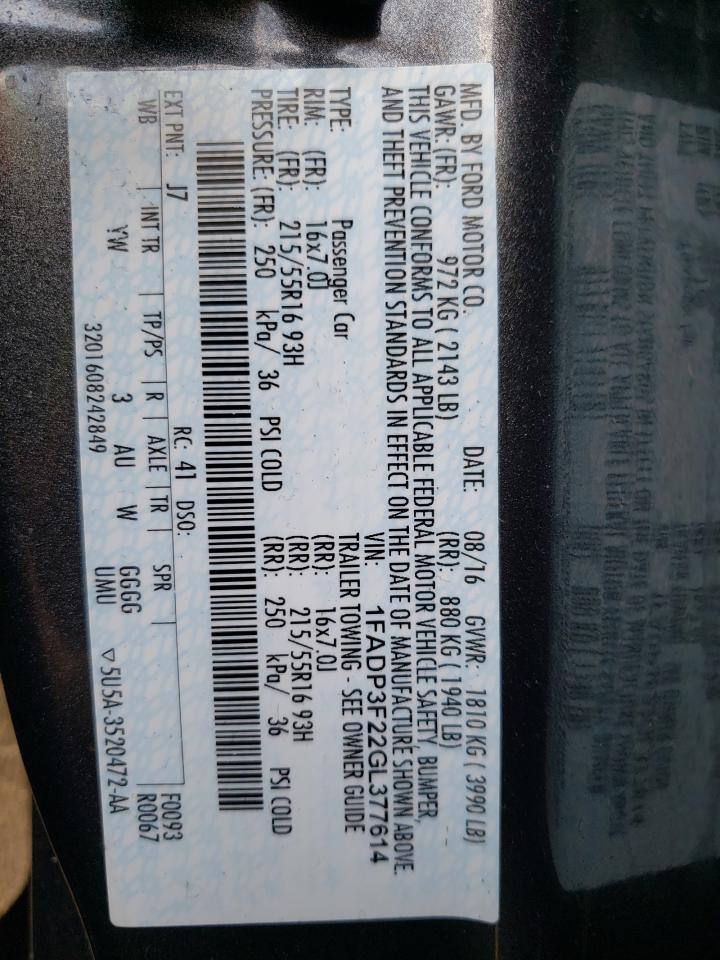 MFD. BY FORD MOTOR CO. DATE: 08/16 GVWR: 1810 KG ( 3990 LB)
GAWR: (FR): 972 KG ( 2143 LB) (RR): 880 KG ( 1940 LB)
THIS VEHICLE CONFORMS TO ALL APPLICABLE FEDERAL MOTOR VEHICLE SAFETY, BUMPER,
AND THEFT PREVENTION STANDARDS IN EFFECT ON THE DATE OF MANUFACTURE SHOWN ABOVE.
VIN: 1FADP3F22GL377614
TYPE: Passenger Car TRAILER TOWING - SEE OWNER GUIDE
RIM: (FR): 16x7.0J (RR): 16x7.0J
TIRE: (FR): 215/55R16 93H (RR): 215/55R16 93H
PRESSURE: (FR): 250 kPa/ 36 PSI COLD (RR): 250 kPa/ 36 PSI COLD
EXT PNT: J7 RC: 41 DSO: F0093
WB | INT TR | TP/PS | R | AXLE | TR | SPR | R0067
YW 3 AU W GGGG
3201608242849 UMU ▽5U5A-3520472-AA